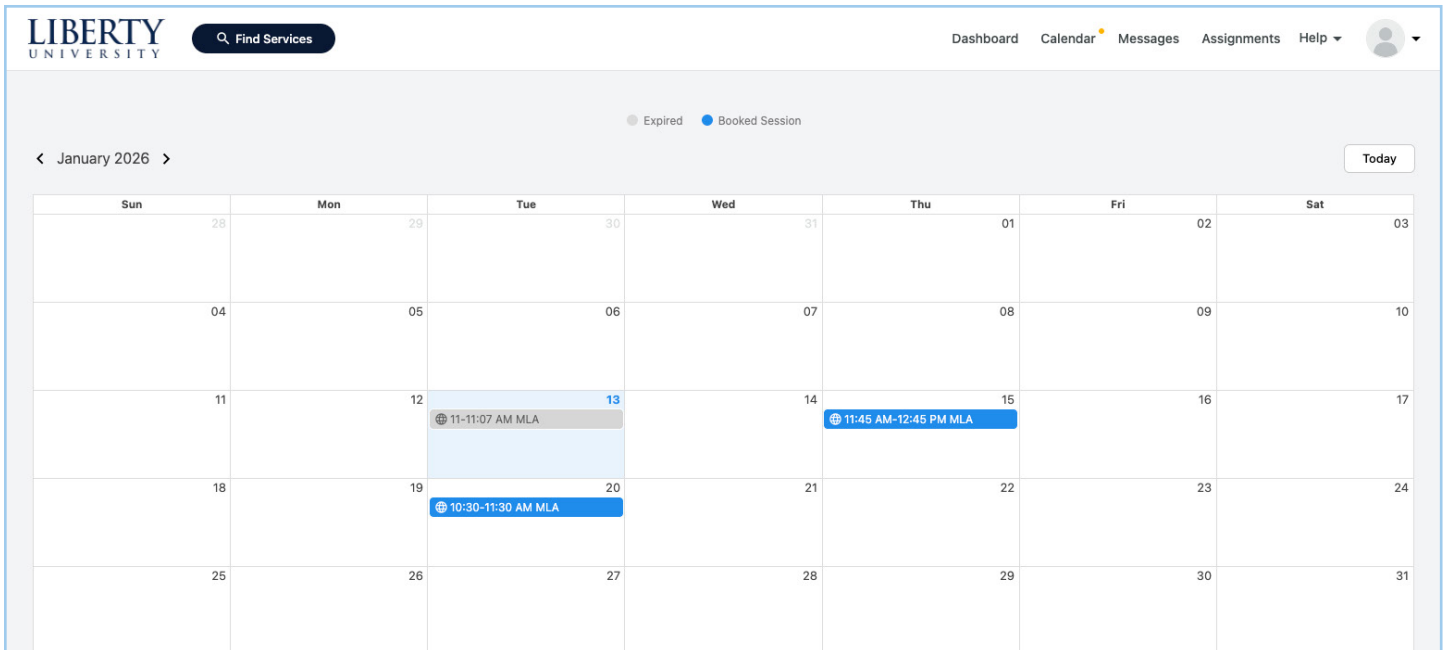 LIBERTY
UNIVERSITY
Find Services
Dashboard Calendar Messages Assignments Help
Expired Booked Session
January 2026
Today
Sun Mon Tue Wed Thu Fri Sat
28 29 30 31 01 02 03
04 05 06 07 08 09 10
11 12 13 14 15 16 17
11-11:07 AM MLA 11:45 AM-12:45 PM MLA
18 19 20 21 22 23 24
10:30-11:30 AM MLA
25 26 27 28 29 30 31